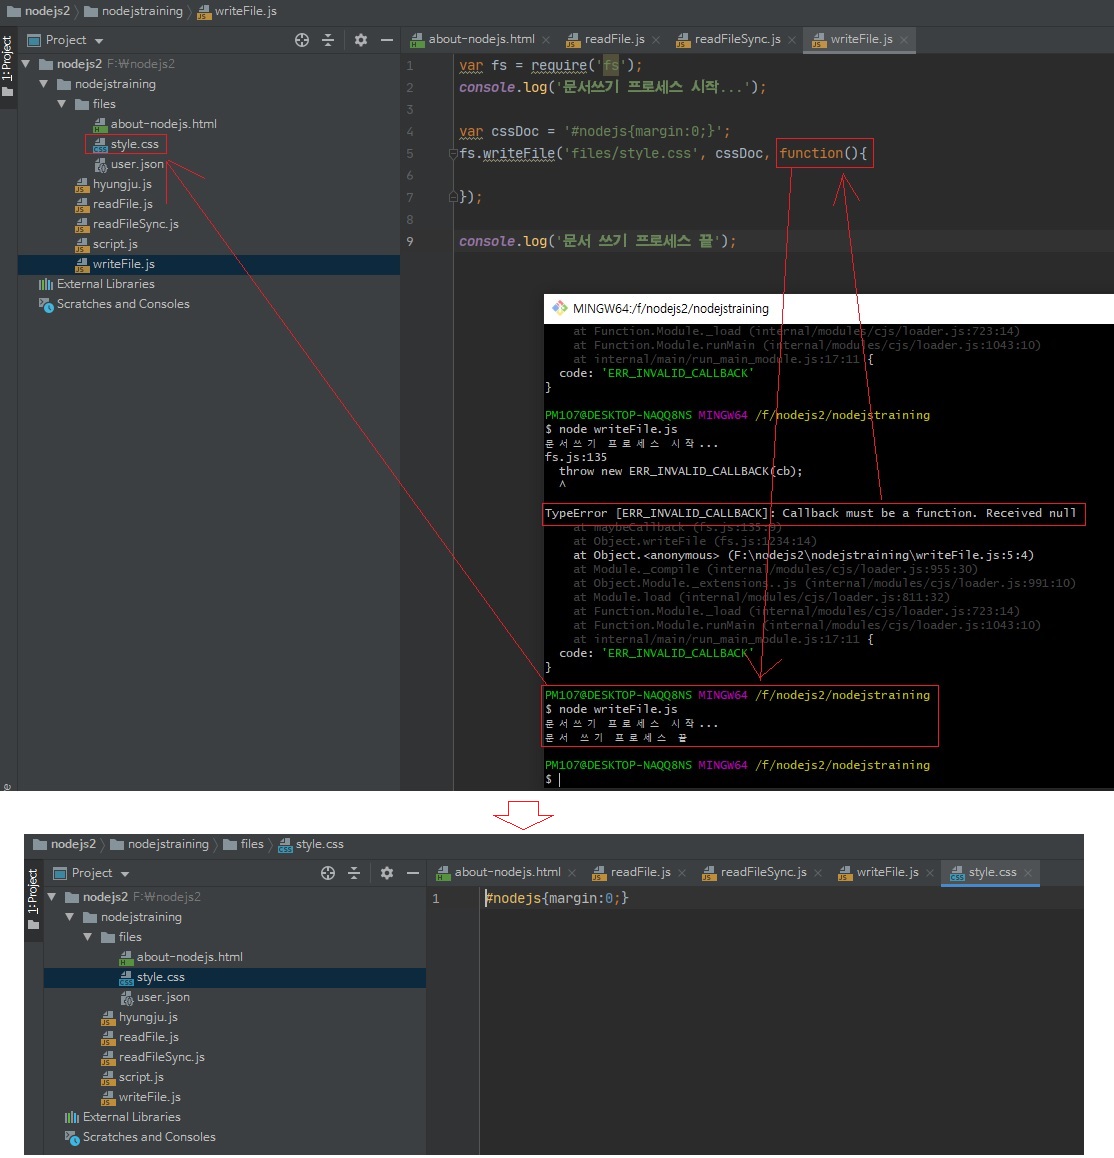 nodejs2 nodejstraining writeFile.js
1: Project
Project
about-nodejs.html readFile.js readFileSync.js writeFile.js
nodejs2 F:₩nodejs2
nodejstraining
files
about-nodejs.html
style.css
user.json
hyungju.js
readFile.js
readFileSync.js
script.js
writeFile.js
External Libraries
Scratches and Consoles
1 var fs = require('fs');
2 console.log('문서쓰기 프로세스 시작...');
3
4 var cssDoc = '#nodejs{margin:0;}';
5 fs.writeFile('files/style.css', cssDoc, function(){
6
7 });
8
9 console.log('문서 쓰기 프로세스 끝');
MINGW64:/f/nodejs2/nodejstraining
at Function.Module._load (internal/modules/cjs/loader.js:723:14)
at Function.Module.runMain (internal/modules/cjs/loader.js:1043:10)
at internal/main/run_main_module.js:17:11 {
code: 'ERR_INVALID_CALLBACK'
}
PM107@DESKTOP-NAQQ8NS MINGW64 /f/nodejs2/nodejstraining
$ node writeFile.js
문서쓰기 프로세스 시작...
fs.js:135
throw new ERR_INVALID_CALLBACK(cb);
^
TypeError [ERR_INVALID_CALLBACK]: Callback must be a function. Received null
at maybeCallback (fs.js:135:9)
at Object.writeFile (fs.js:1234:14)
at Object.<anonymous> (F:\nodejs2\nodejstraining\writeFile.js:5:4)
at Module._compile (internal/modules/cjs/loader.js:955:30)
at Object.Module._extensions..js (internal/modules/cjs/loader.js:991:10)
at Module.load (internal/modules/cjs/loader.js:811:32)
at Function.Module._load (internal/modules/cjs/loader.js:723:14)
at Function.Module.runMain (internal/modules/cjs/loader.js:1043:10)
at internal/main/run_main_module.js:17:11 {
code: 'ERR_INVALID_CALLBACK'
}
PM107@DESKTOP-NAQQ8NS MINGW64 /f/nodejs2/nodejstraining
$ node writeFile.js
문서쓰기 프로세스 시작...
문서 쓰기 프로세스 끝
PM107@DESKTOP-NAQQ8NS MINGW64 /f/nodejs2/nodejstraining
$
nodejs2 nodejstraining files style.css
1: Project
Project
about-nodejs.html readFile.js readFileSync.js writeFile.js style.css
nodejs2 F:₩nodejs2
nodejstraining
files
about-nodejs.html
style.css
user.json
hyungju.js
readFile.js
readFileSync.js
script.js
writeFile.js
External Libraries
Scratches and Consoles
1 #nodejs{margin:0;}